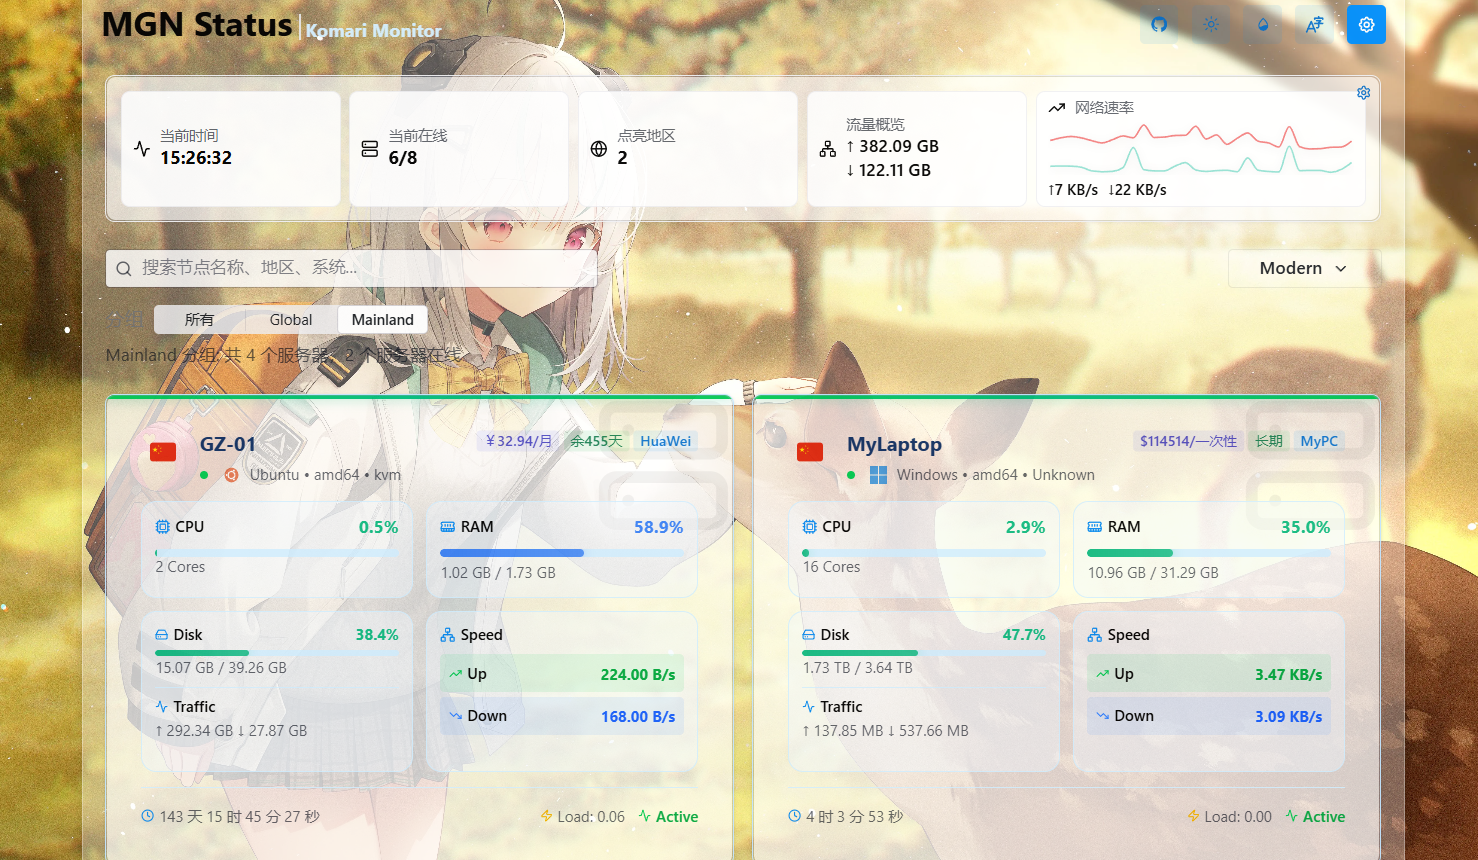 MGN Status Komari Monitor
当前时间
15:26:32
当前在线
6/8
点亮地区
2
流量概览
↑ 382.09 GB
↓ 122.11 GB
网络速率
↑7 KB/s ↓22 KB/s
搜索节点名称、地区、系统...
Modern
分组 所有 Global Mainland
Mainland 分组: 共 4 个服务器，2 个服务器在线
GZ-01
￥32.94/月 余455天 HuaWei
Ubuntu • amd64 • kvm
CPU 0.5%
2 Cores
RAM 58.9%
1.02 GB / 1.73 GB
Disk 38.4%
15.07 GB / 39.26 GB
Traffic
↑ 292.34 GB ↓ 27.87 GB
Speed
Up 224.00 B/s
Down 168.00 B/s
143 天 15 时 45 分 27 秒
Load: 0.06 Active
MyLaptop
$114514/一次性 长期 MyPC
Windows • amd64 • Unknown
CPU 2.9%
16 Cores
RAM 35.0%
10.96 GB / 31.29 GB
Disk 47.7%
1.73 TB / 3.64 TB
Traffic
↑ 137.85 MB ↓ 537.66 MB
Speed
Up 3.47 KB/s
Down 3.09 KB/s
4 时 3 分 53 秒
Load: 0.00 Active